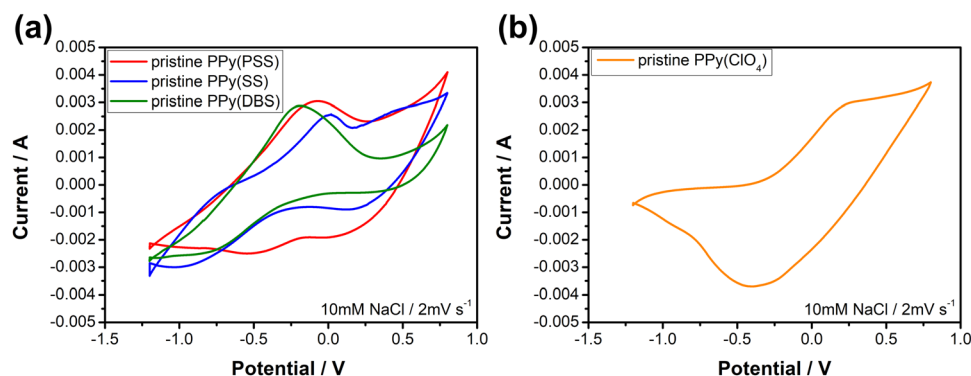 (a)
pristine PPy(PSS)
pristine PPy(SS)
pristine PPy(DBS)
0.005
0.004
0.003
0.002
0.001
0.000
-0.001
-0.002
-0.003
-0.004
-0.005
Current / A
10mM NaCl / 2mV s⁻¹
-1.5 -1.0 -0.5 0.0 0.5 1.0
Potential / V
(b)
pristine PPy(ClO₄)
0.005
0.004
0.003
0.002
0.001
0.000
-0.001
-0.002
-0.003
-0.004
-0.005
Current / A
10mM NaCl / 2mV s⁻¹
-1.5 -1.0 -0.5 0.0 0.5 1.0
Potential / V